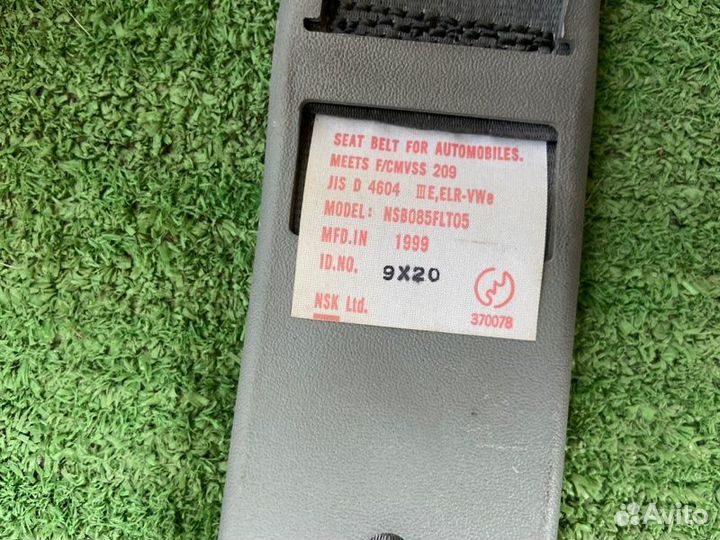 SEAT BELT FOR AUTOMOBILES.
MEETS F/CMVSS 209
JIS D 4604 ⅢE,ELR-VWe
MODEL: NSB085FLT05
MFD.IN 1999
ID.NO. 9X20
NSK Ltd.
370078
Avito